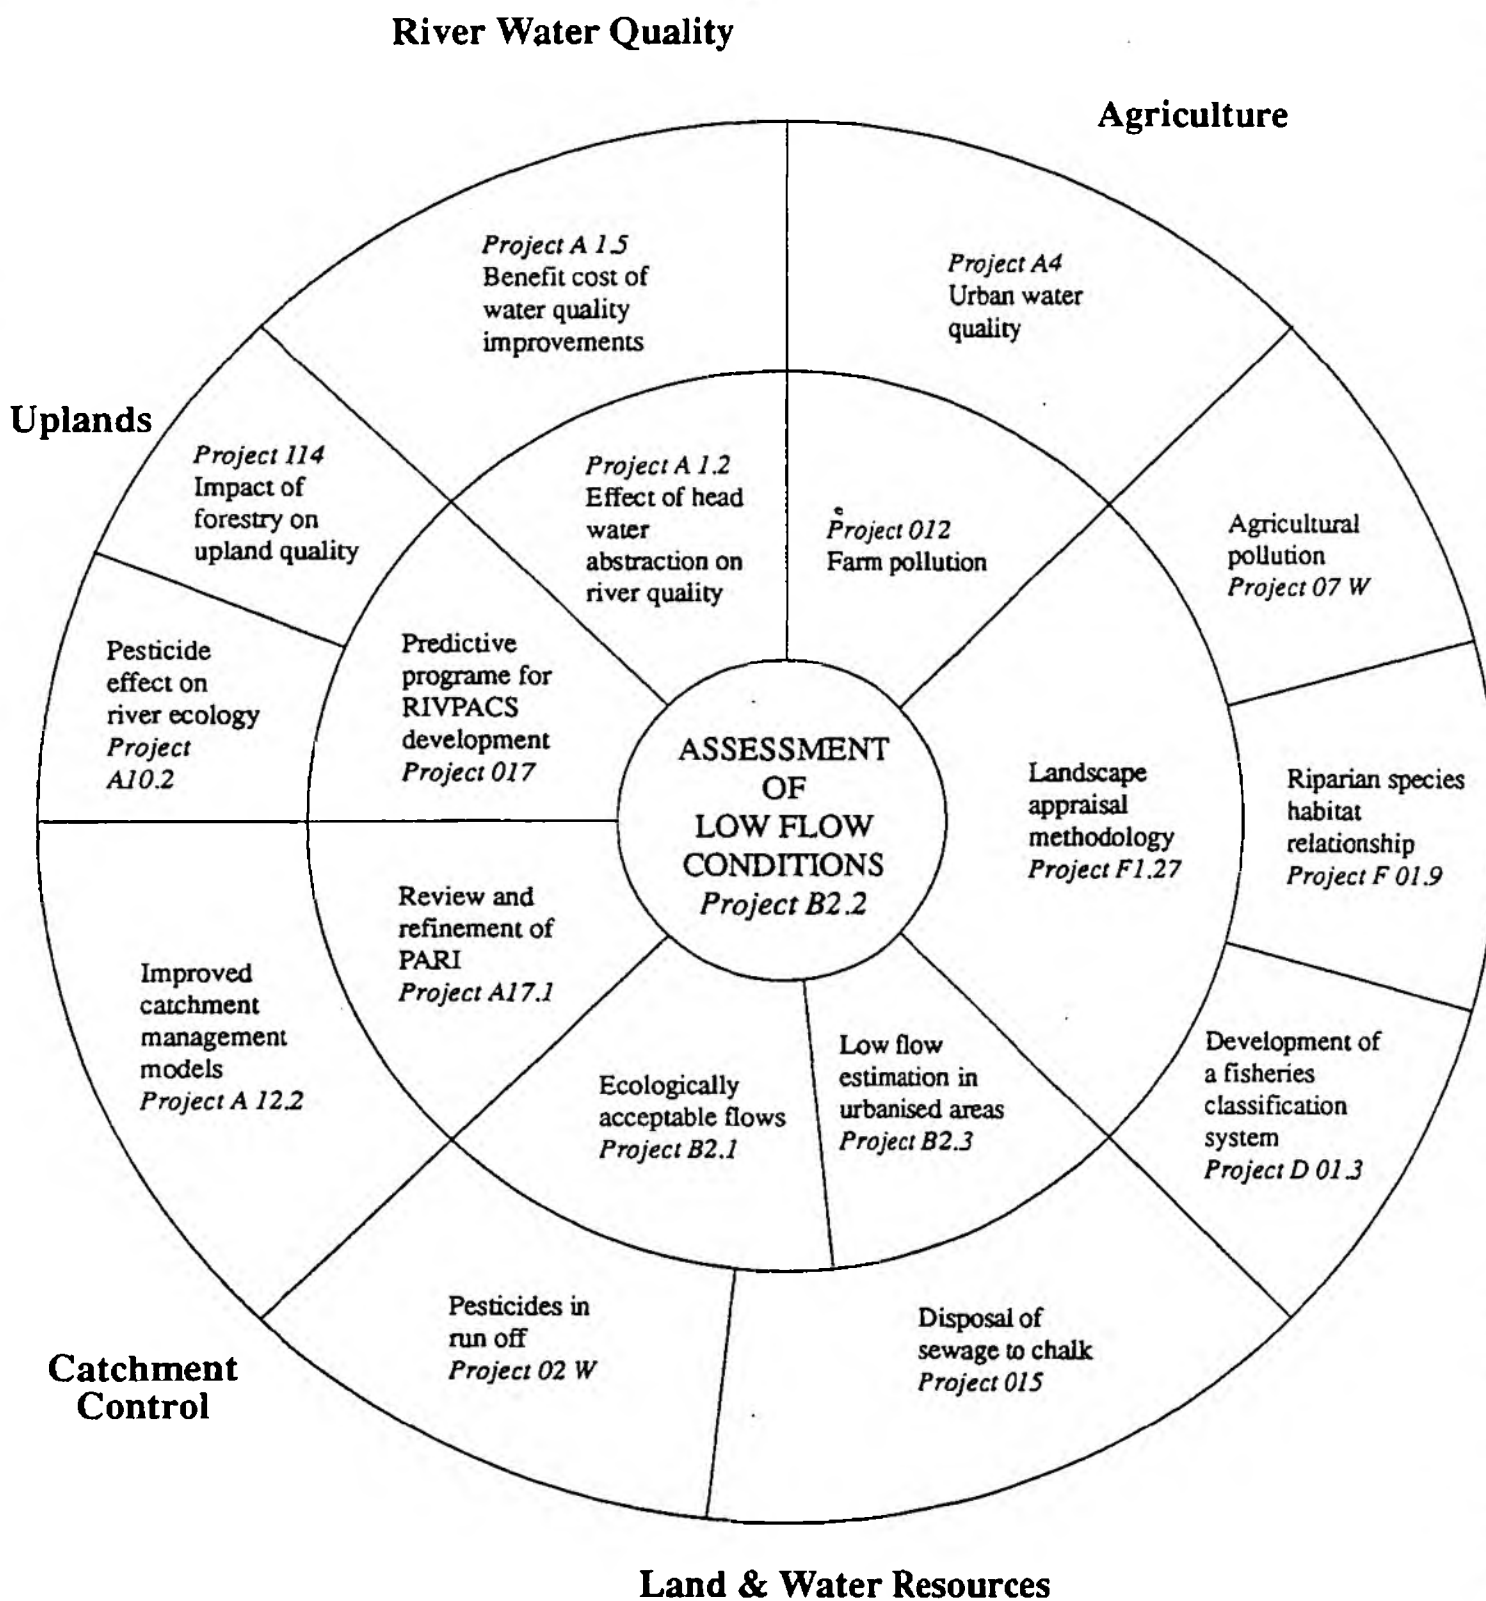 River Water Quality
Agriculture
Project A 1.5
Benefit cost of
water quality
improvements
Project A4
Urban water
quality
Uplands
Project 114
Impact of
forestry on
upland quality
Project A 1.2
Effect of head
water
abstraction on
river quality
Project 012
Farm pollution
Agricultural
pollution
Project 07 W
Pesticide
effect on
river ecology
Project
A10.2
Predictive
programe for
RIVPACS
development
Project 017
ASSESSMENT
OF
LOW FLOW
CONDITIONS
Project B2.2
Landscape
appraisal
methodology
Project F1.27
Riparian species
habitat
relationship
Project F 01.9
Review and
refinement of
PARI
Project A17.1
Improved
catchment
management
models
Project A 12.2
Ecologically
acceptable flows
Project B2.1
Low flow
estimation in
urbanised areas
Project B2.3
Development of
a fisheries
classification
system
Project D 01.3
Pesticides in
run off
Project 02 W
Disposal of
sewage to chalk
Project 015
Catchment
Control
Land & Water Resources